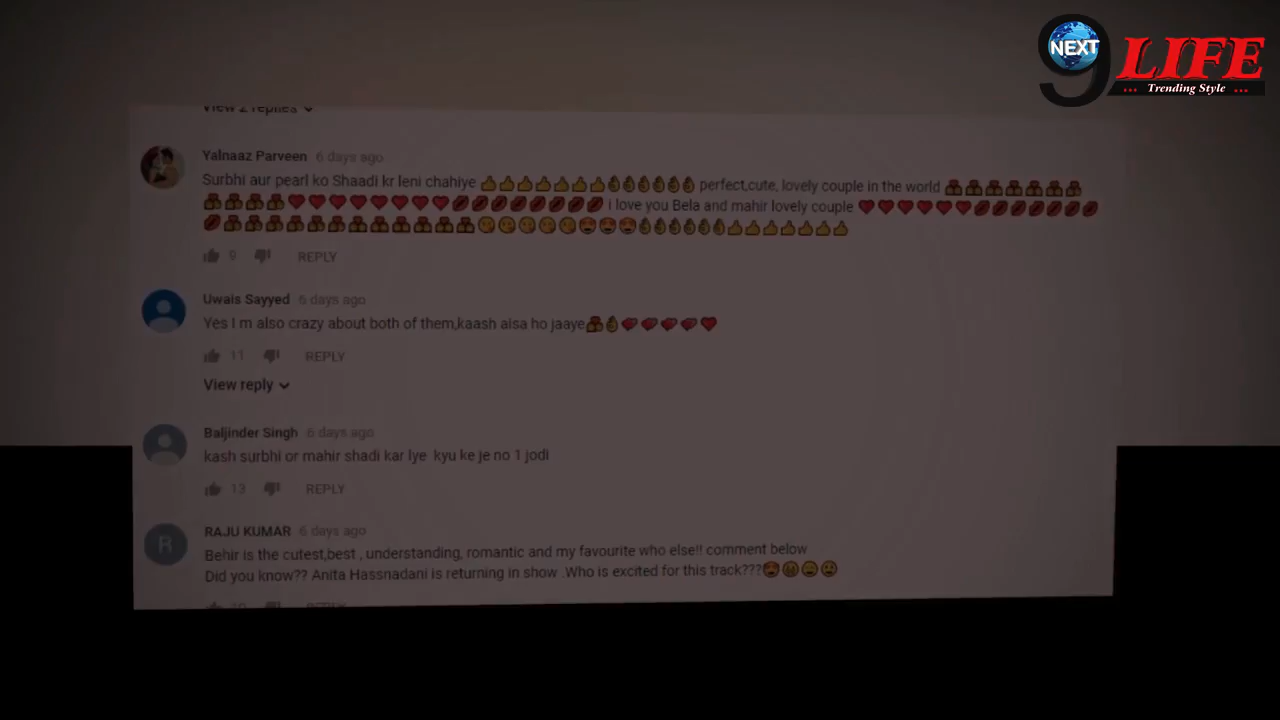 9
NEXT
LIFE
... Trending Style ...
View 2 replies
Yalnaaz Parveen 6 days ago
Surbhi aur pearl ko Shaadi kr leni chahiye 👍👍👍👍👍👍👍👌👌👌👌👌👌 perfect,cute, lovely couple in the world 💑💑💑💑💑💑💑
💑💑💑💑❤❤❤❤❤❤❤❤💋💋💋💋💋💋💋💋 i love you Bela and mahir lovely couple ❤❤❤❤❤❤💋💋💋💋💋💋💋
💋💑💑💑💑💑💑💑💑💑💑💑💑😘😘😘😘😘😍😍😍👌👌👌👌👌👍👍👍👍👍👍👍
9 REPLY
Uwais Sayyed 6 days ago
Yes I m also crazy about both of them,kaash aisa ho jaaye💑👌💕💕💕💕❤
11 REPLY
View reply
Baljinder Singh 6 days ago
kash surbhi or mahir shadi kar lye kyu ke je no 1 jodi
13 REPLY
R
RAJU KUMAR 6 days ago
Behir is the cutest,best , understanding, romantic and my favourite who else!! comment below
Did you know?? Anita Hassnadani is returning in show .Who is excited for this track???
REPLY